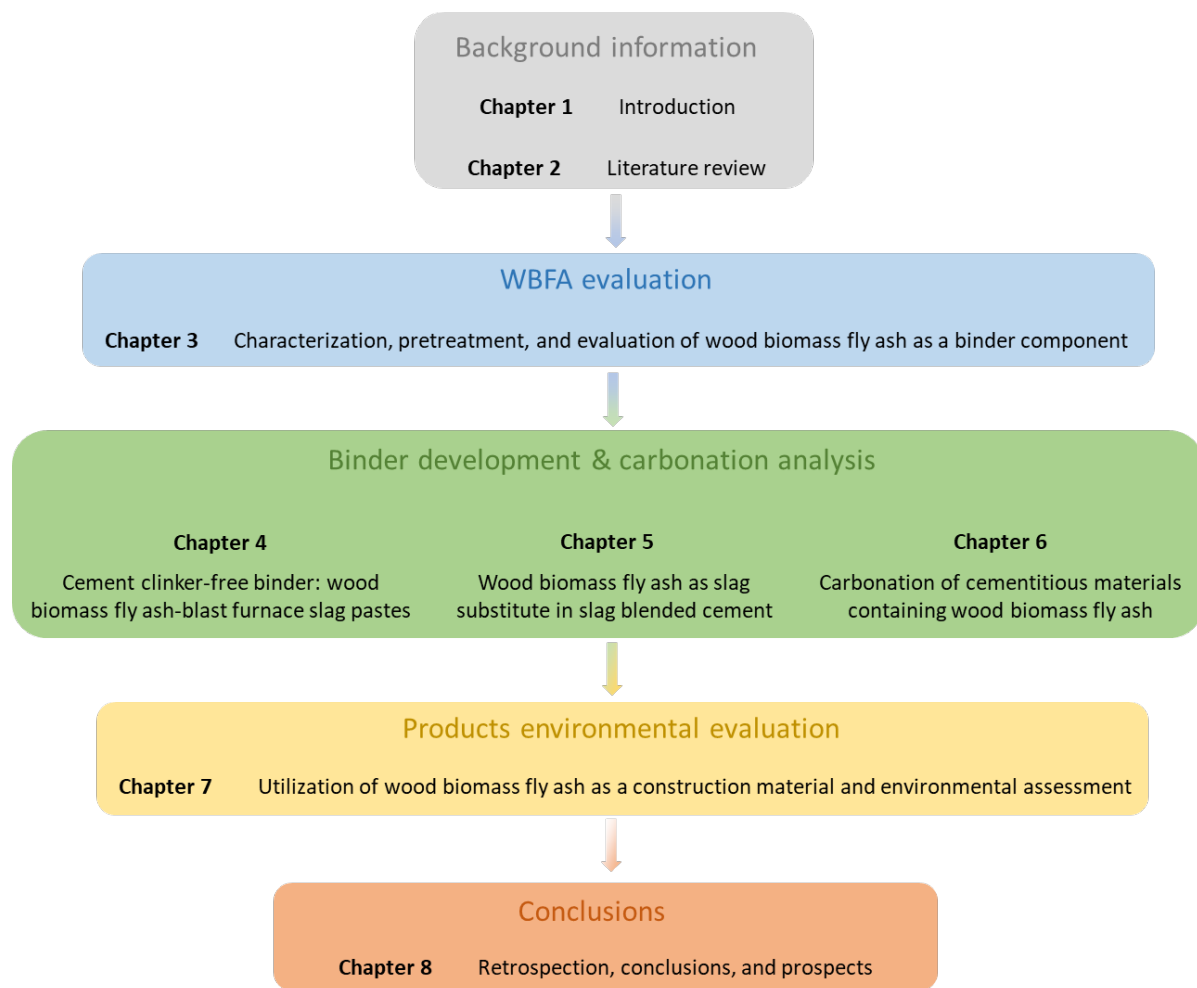 Background information
Chapter 1 Introduction
Chapter 2 Literature review
WBFA evaluation
Chapter 3 Characterization, pretreatment, and evaluation of wood biomass fly ash as a binder component
Binder development & carbonation analysis
Chapter 4
Cement clinker-free binder: wood
biomass fly ash-blast furnace slag pastes
Chapter 5
Wood biomass fly ash as slag
substitute in slag blended cement
Chapter 6
Carbonation of cementitious materials
containing wood biomass fly ash
Products environmental evaluation
Chapter 7 Utilization of wood biomass fly ash as a construction material and environmental assessment
Conclusions
Chapter 8 Retrospection, conclusions, and prospects